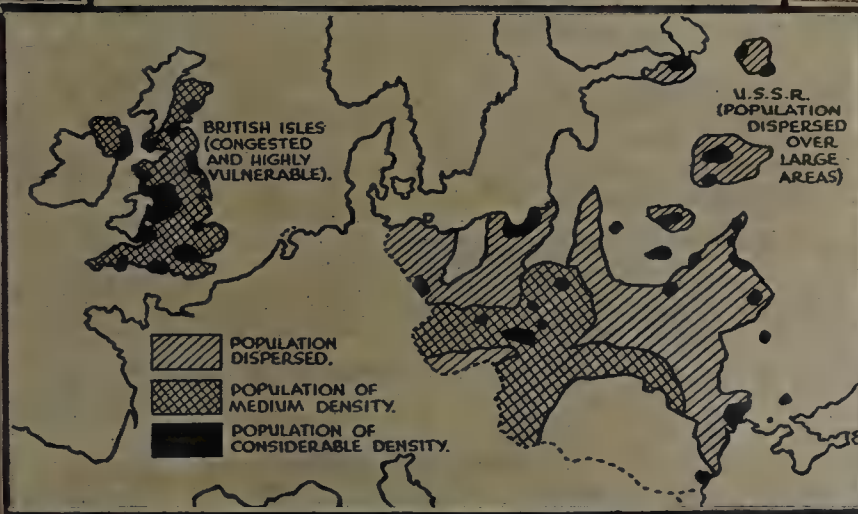 BRITISH ISLES
(CONGESTED
AND HIGHLY
VULNERABLE).
U.S.S.R.
(POPULATION
DISPERSED
OVER
LARGE
AREAS)
POPULATION
DISPERSED.
POPULATION OF
MEDIUM DENSITY.
POPULATION OF
CONSIDERABLE DENSITY.